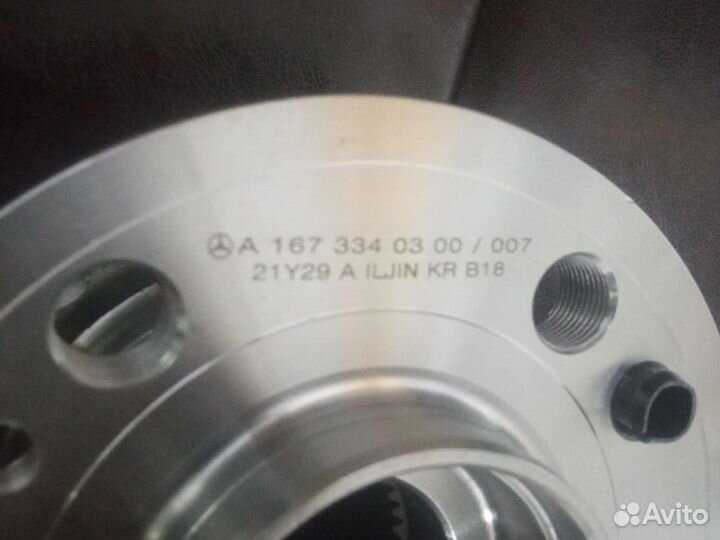 A 167 334 03 00 / 007
21Y29 A ILJIN KR B18
Avito